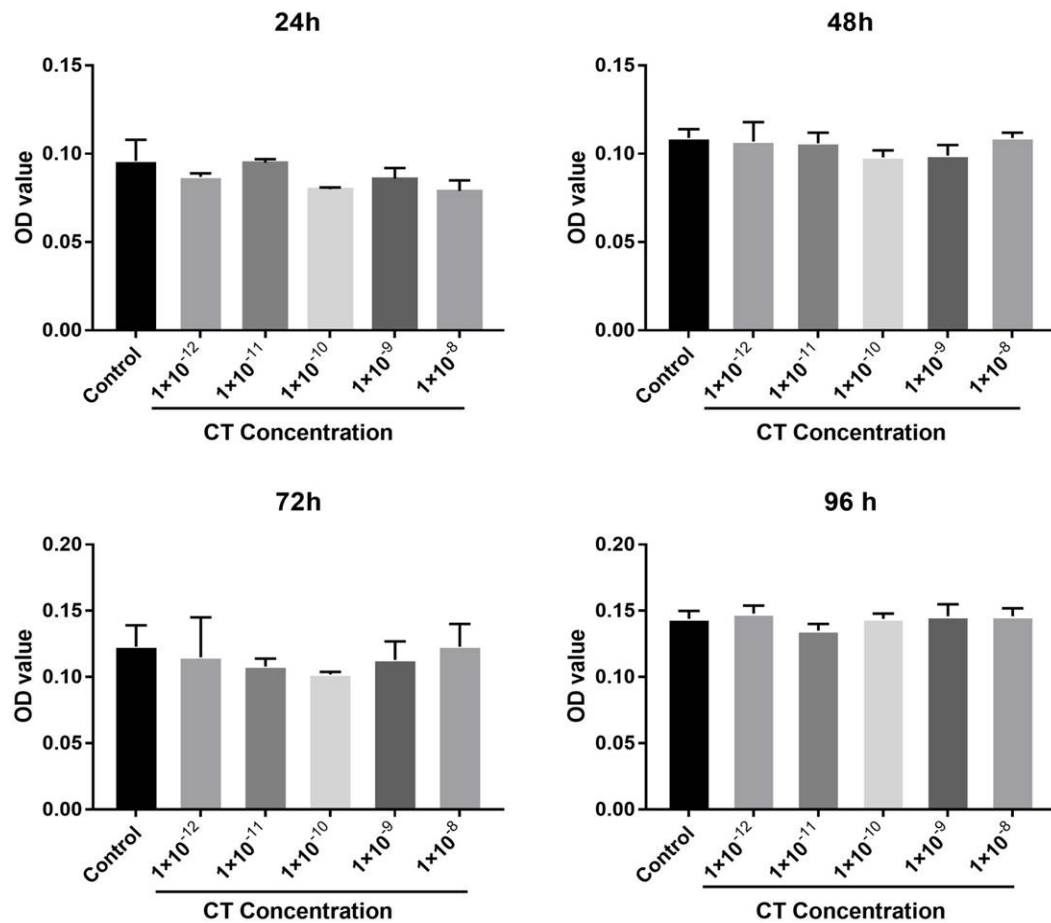 24h
OD value
0.15
0.10
0.05
0.00
Control
1×10⁻¹²
1×10⁻¹¹
1×10⁻¹⁰
1×10⁻⁹
1×10⁻⁸
CT Concentration
48h
OD value
0.15
0.10
0.05
0.00
Control
1×10⁻¹²
1×10⁻¹¹
1×10⁻¹⁰
1×10⁻⁹
1×10⁻⁸
CT Concentration
72h
OD value
0.20
0.15
0.10
0.05
0.00
Control
1×10⁻¹²
1×10⁻¹¹
1×10⁻¹⁰
1×10⁻⁹
1×10⁻⁸
CT Concentration
96 h
OD value
0.20
0.15
0.10
0.05
0.00
Control
1×10⁻¹²
1×10⁻¹¹
1×10⁻¹⁰
1×10⁻⁹
1×10⁻⁸
CT Concentration